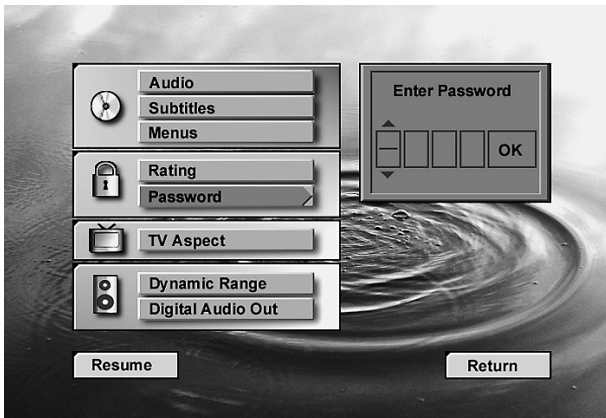 Audio
Subtitles
Menus
Rating
Password
TV Aspect
Dynamic Range
Digital Audio Out
Enter Password
OK
Resume
Return